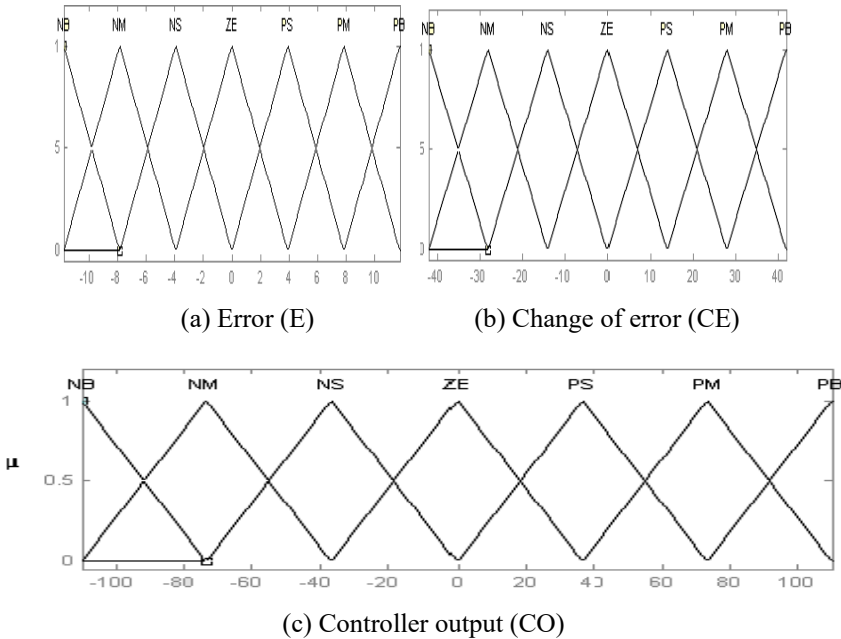 NB NM NS ZE PS PM PB
1
5
0
-10 -8 -6 -4 -2 0 2 4 6 8 10
(a) Error (E)
NB NM NS ZE PS PM PB
1
5
0
-40 -30 -20 -10 0 10 20 30 40
(b) Change of error (CE)
NB NM NS ZE PS PM PB
1
μ
0.5
0
-100 -80 -60 -40 -20 0 20 40 60 80 100
(c) Controller output (CO)